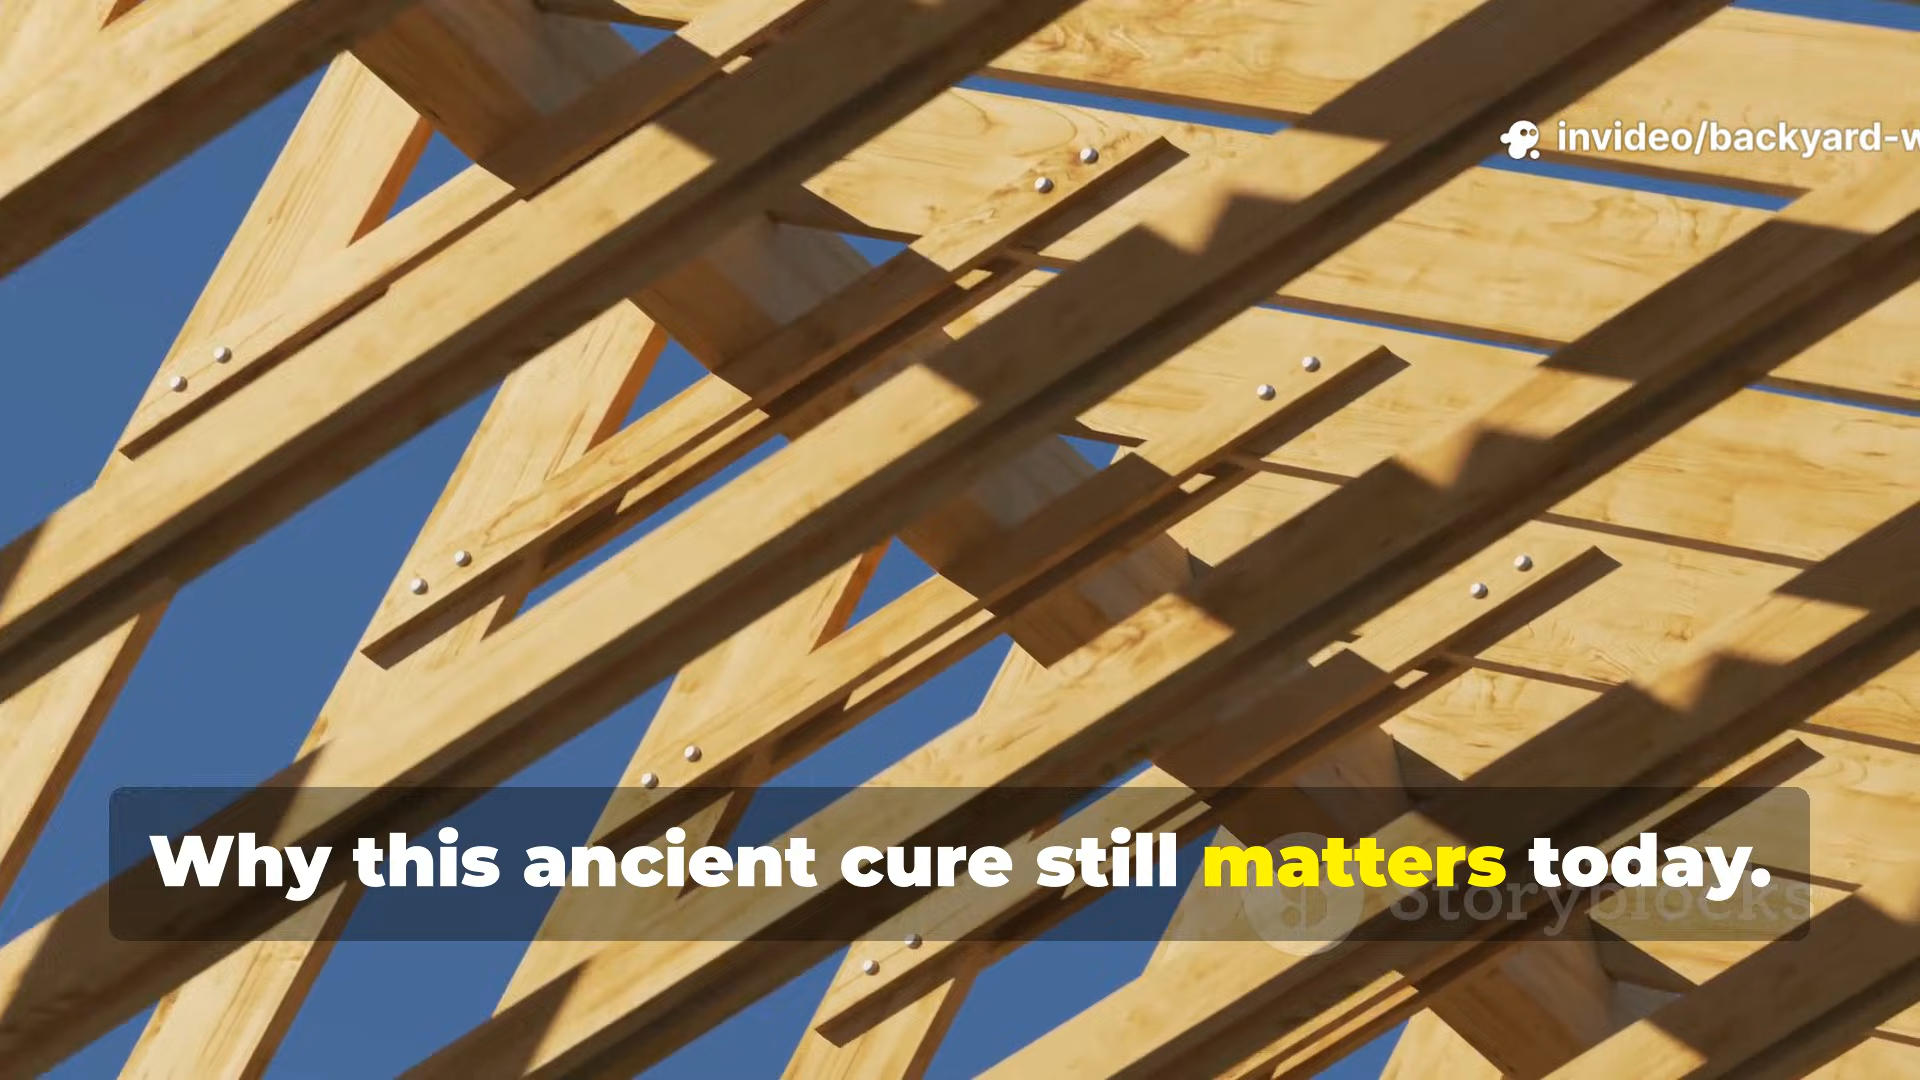 invideo/backyard-w
Why this ancient cure still matters today.
Storyblocks